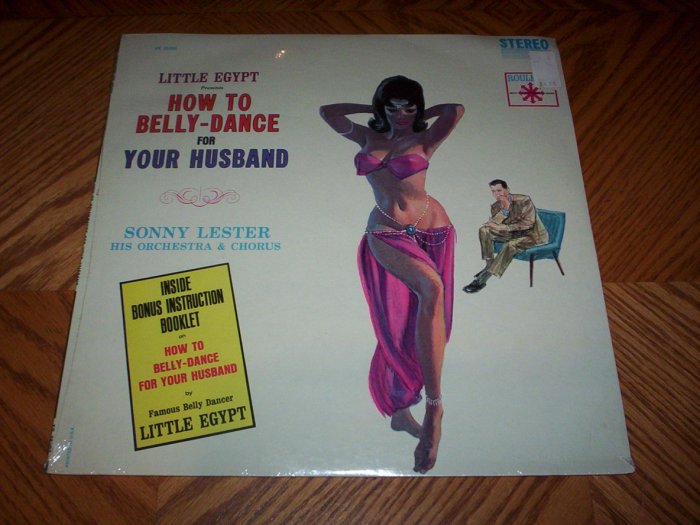 STEREO
LITTLE EGYPT
Presents
HOW TO
BELLY-DANCE
FOR
YOUR HUSBAND
SONNY LESTER
HIS ORCHESTRA & CHORUS
INSIDE
BONUS INSTRUCTION
BOOKLET
on
HOW TO
BELLY-DANCE
FOR YOUR HUSBAND
by
Famous Belly Dancer
LITTLE EGYPT